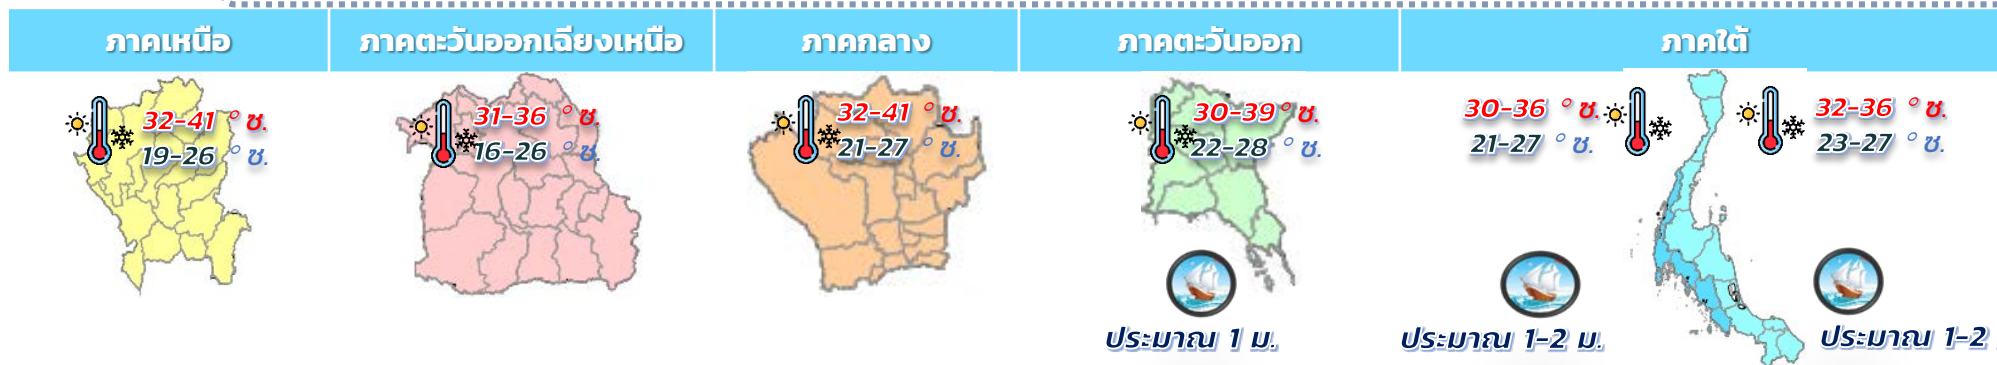 ภาคเหนือ
32-41 ° ซ.
19-26 ° ซ.
ภาคตะวันออกเฉียงเหนือ
31-36 ° ซ.
16-26 ° ซ.
ภาคกลาง
32-41 ° ซ.
21-27 ° ซ.
ภาคตะวันออก
30-39 ° ซ.
22-28 ° ซ.
ประมาณ 1 ม.
ภาคใต้
30-36 ° ซ.
21-27 ° ซ.
ประมาณ 1-2 ม.
32-36 ° ซ.
23-27 ° ซ.
ประมาณ 1-2